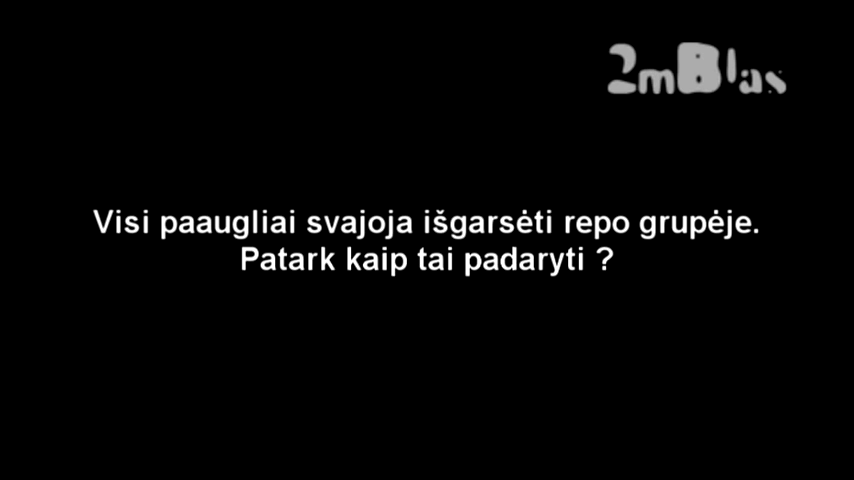 2mBlas
Visi paaugliai svajoja išgarsėti repo grupėje.
Patark kaip tai padaryti ?